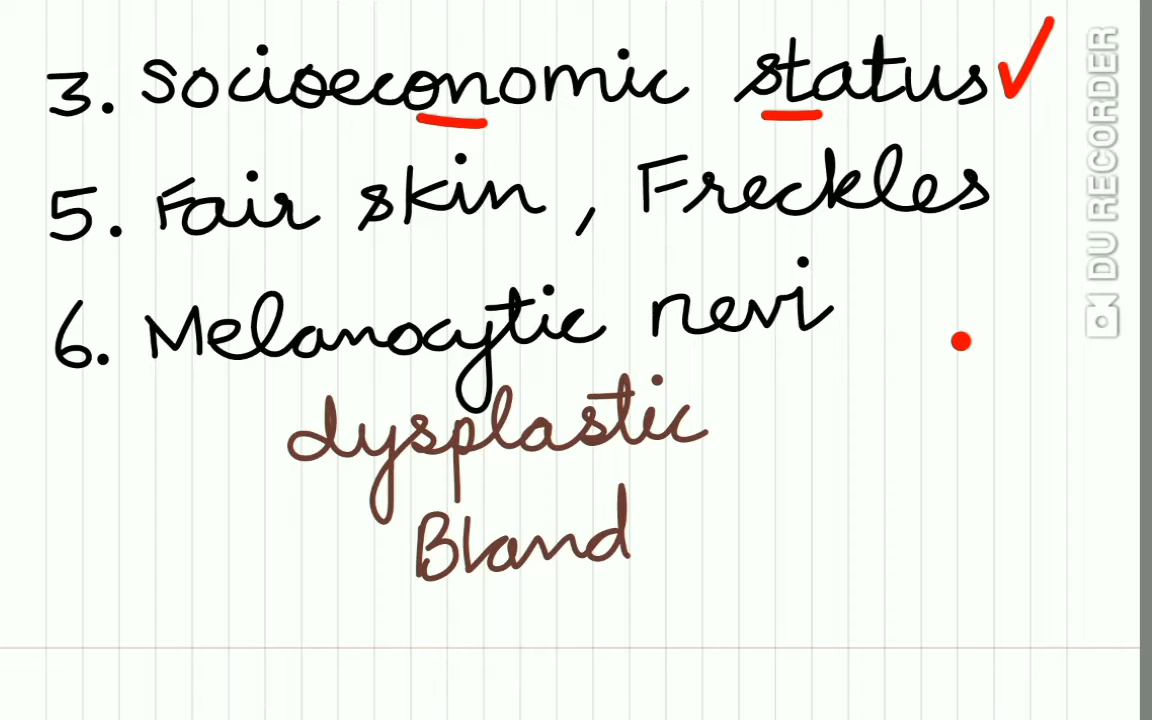 3. Socioeconomic status ✓
5. Fair skin, Freckles
6. Melanocytic nevi
dysplastic
Bland
DU RECORDER